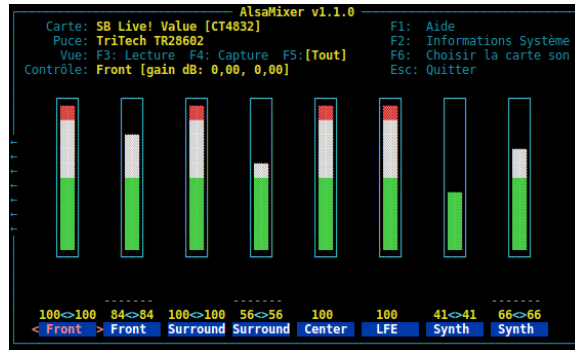 AlsaMixer v1.1.0
Carte: SB Live! Value [CT4832] F1: Aide
Puce: TriTech TR28602 F2: Informations Système
Vue: F3: Lecture F4: Capture F5:[Tout] F6: Choisir la carte son
Contrôle: Front [gain dB: 0,00, 0,00] Esc: Quitter
←
←
←
←
←
←
←
------- ------- -------
100<>100 84<>84 100<>100 56<>56 100 100 41<>41 66<>66
< Front > Front Surround Surround Center LFE Synth Synth